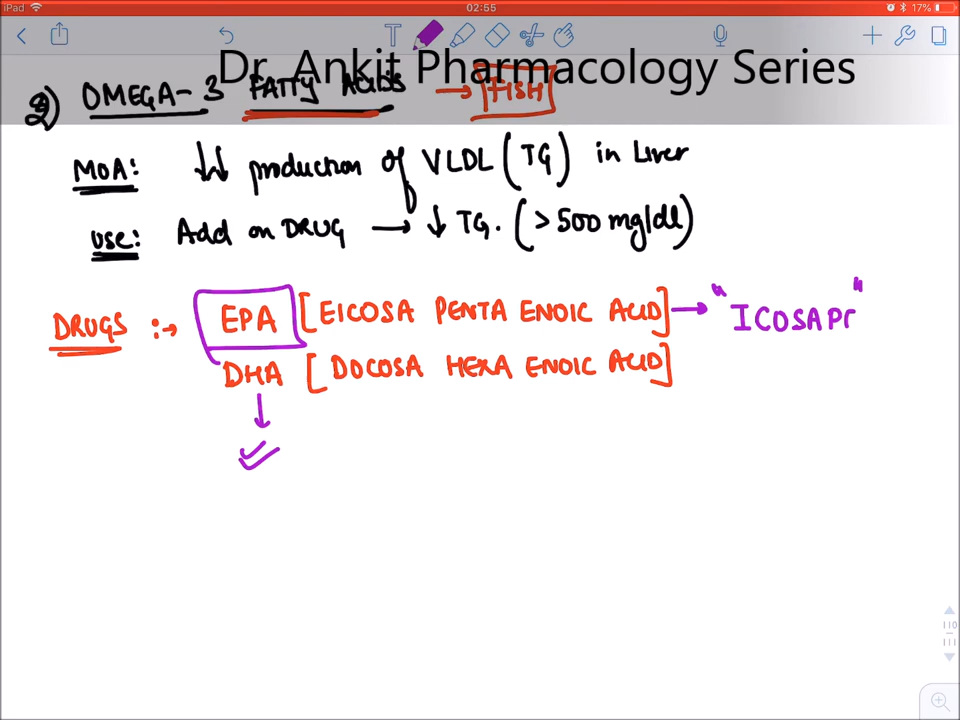 iPad 02:55 17%
T
Dr. Ankit Pharmacology Series
2) OMEGA-3 FATTY ACIDS → FISH
MOA: ↓↓ production of VLDL (TG) in Liver
USE: Add on DRUG → ↓ TG. (>500 mg/dl)
DRUGS :→ EPA [EICOSA PENTA ENOIC ACID] → "ICOSAPr"
DHA [DOCOSA HEXA ENOIC ACID]
110
111